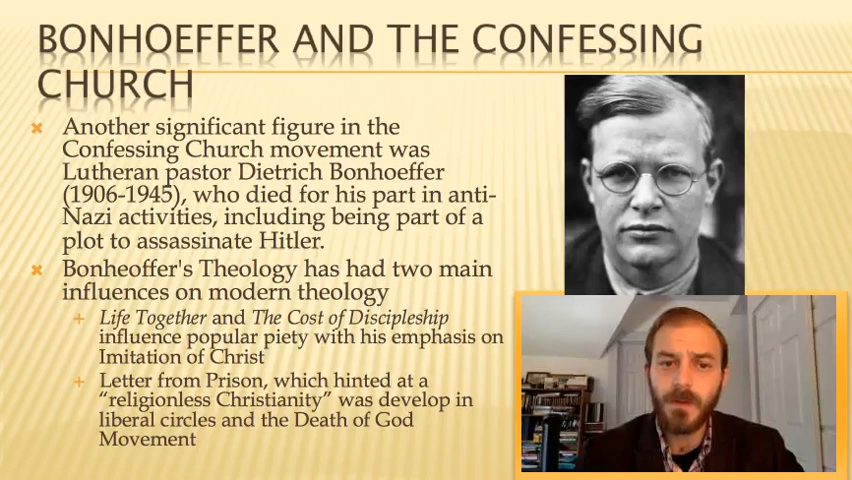 BONHOEFFER AND THE CONFESSING
CHURCH
Another significant figure in the
Confessing Church movement was
Lutheran pastor Dietrich Bonhoeffer
(1906-1945), who died for his part in anti-
Nazi activities, including being part of a
plot to assassinate Hitler.
Bonheoffer's Theology has had two main
influences on modern theology
Life Together and The Cost of Discipleship
influence popular piety with his emphasis on
Imitation of Christ
Letter from Prison, which hinted at a
“religionless Christianity” was develop in
liberal circles and the Death of God
Movement